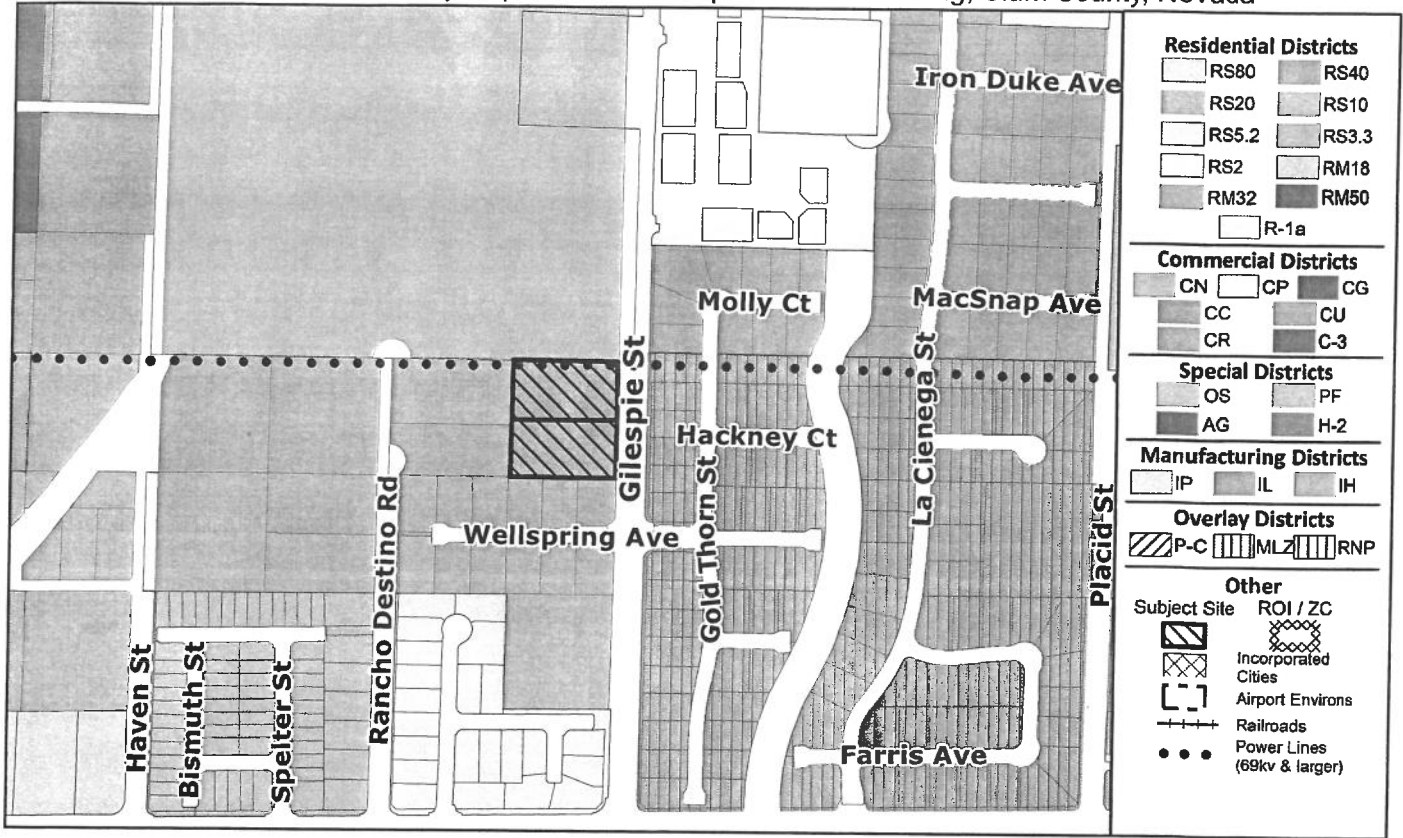 Clark County, Nevada
Iron Duke Ave
Molly Ct
MacSnap Ave
Gilespie St
La Cienega St
Hackney Ct
Gold Thorn St
Placid St
Wellspring Ave
Rancho Destino Rd
Haven St
Bismuth St
Spelter St
Farris Ave
Residential Districts
RS80 RS40
RS20 RS10
RS5.2 RS3.3
RS2 RM18
RM32 RM50
R-1a
Commercial Districts
CN CP CG
CC CU
CR C-3
Special Districts
OS PF
AG H-2
Manufacturing Districts
IP IL IH
Overlay Districts
P-C MLZ RNP
Other
Subject Site ROI / ZC
Incorporated
Cities
Airport Environs
Railroads
Power Lines
(69kv & larger)